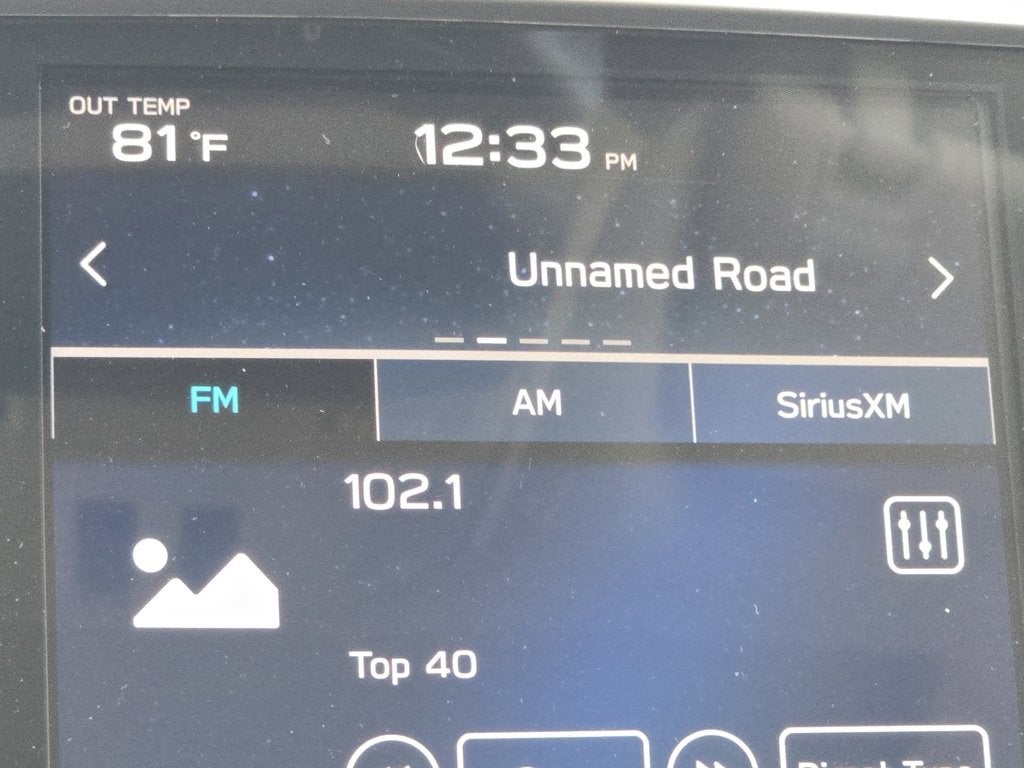 OUT TEMP
81°F
12:33 PM
Unnamed Road
FM
AM
SiriusXM
102.1
Top 40